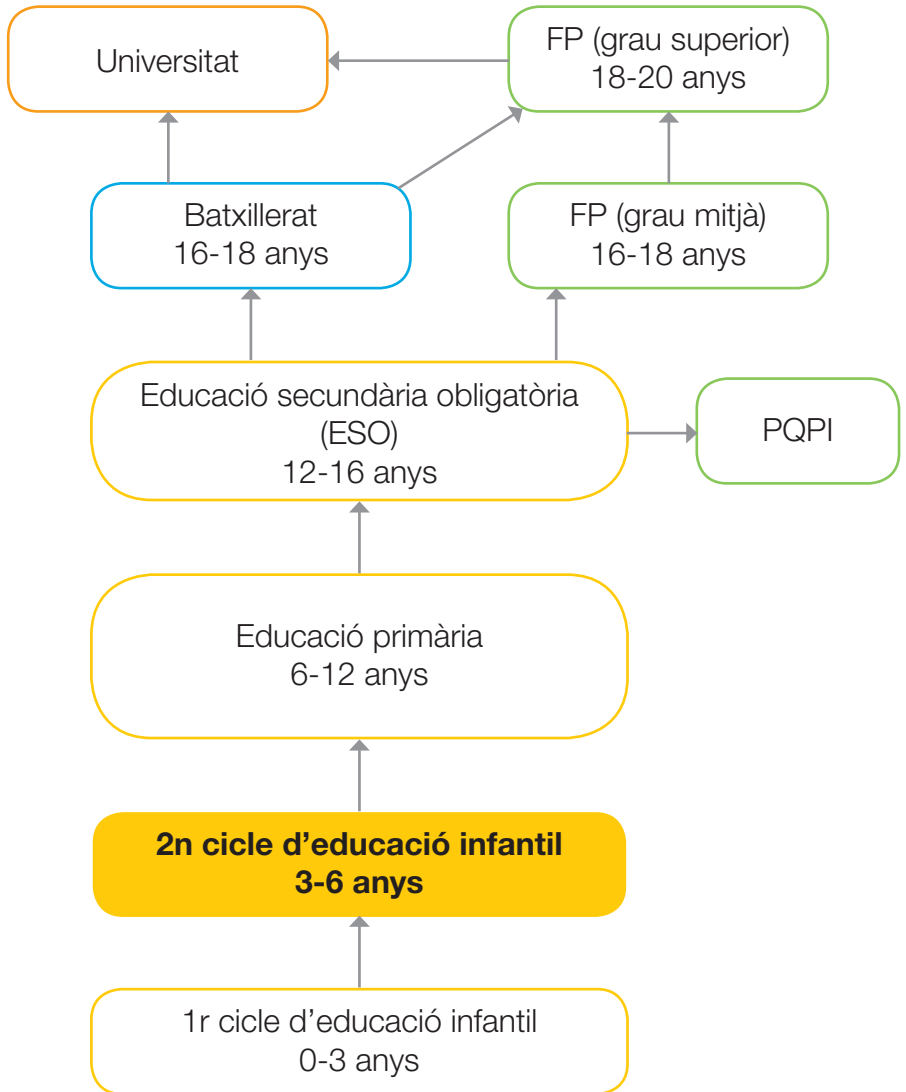 Universitat
FP (grau superior)
18-20 anys
Batxillerat
16-18 anys
FP (grau mitjà)
16-18 anys
Educació secundària obligatòria
(ESO)
12-16 anys
PQPI
Educació primària
6-12 anys
2n cicle d’educació infantil
3-6 anys
1r cicle d’educació infantil
0-3 anys